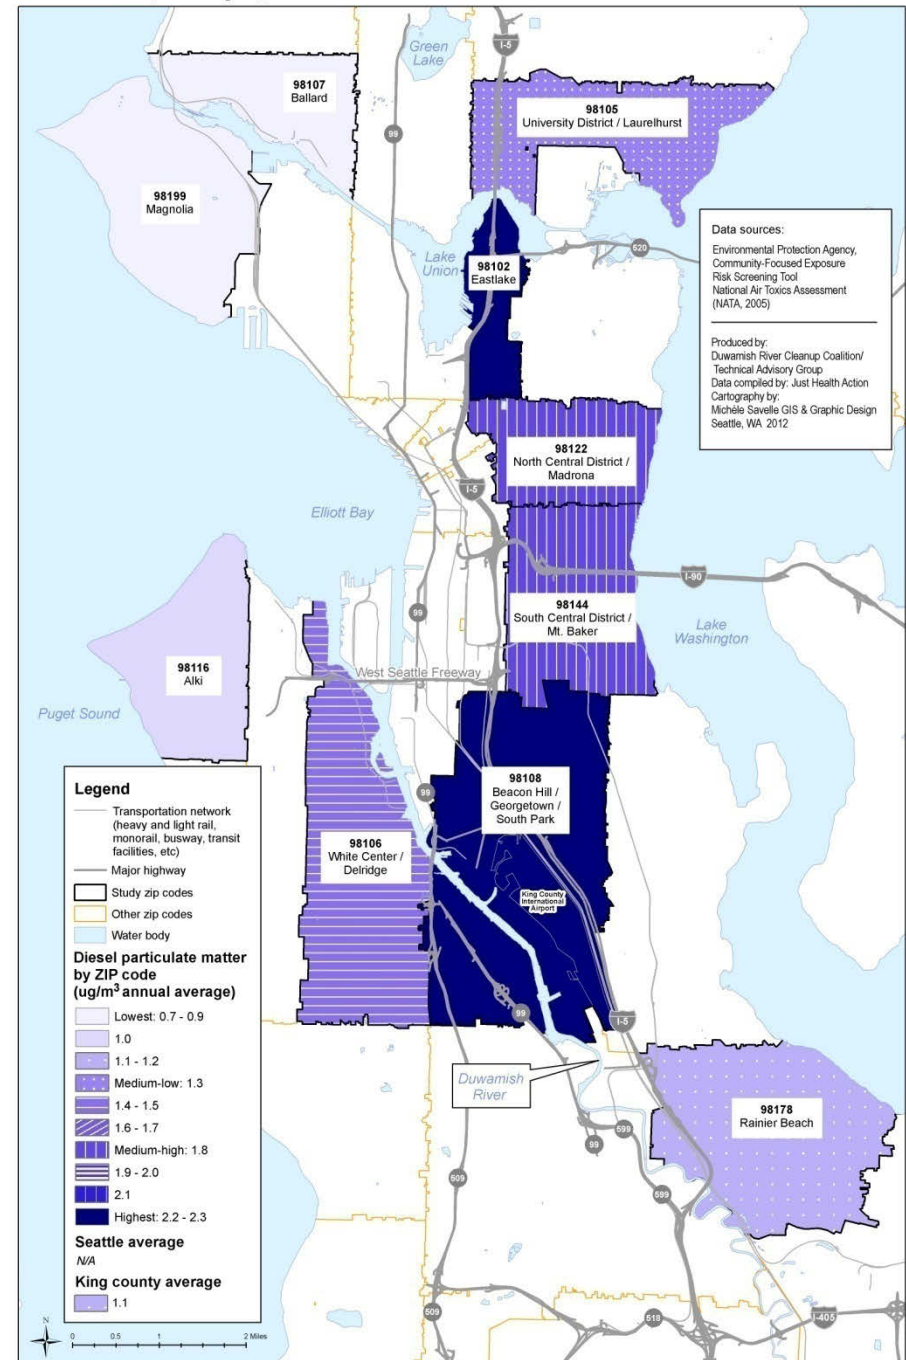 Green
Lake
I-5
98107
Ballard
98105
University District / Laurelhurst
99
98199
Magnolia
520
Lake
Union
98102
Eastlake
Data sources:
Environmental Protection Agency,
Community-Focused Exposure
Risk Screening Tool
National Air Toxics Assessment
(NATA, 2005)
Produced by:
Duwamish River Cleanup Coalition/
Technical Advisory Group
Data compiled by: Just Health Action
Cartography by:
Michèle Savelle GIS & Graphic Design
Seattle, WA 2012
98122
North Central District /
Madrona
I-5
Elliott Bay
I-90
98144
South Central District /
Mt. Baker
99
Lake
Washington
98116
Alki
West Seattle Freeway
Puget Sound
98108
Beacon Hill /
Georgetown /
South Park
99
98106
White Center /
Delridge
King County
International
Airport
99
I-5
Duwamish
River
98178
Rainier Beach
99
599
509
599
509
518
I-405
Legend
Transportation network
(heavy and light rail,
monorail, busway, transit
facilities, etc)
Major highway
Study zip codes
Other zip codes
Water body
Diesel particulate matter
by ZIP code
(ug/m³ annual average)
Lowest: 0.7 - 0.9
1.0
1.1 - 1.2
Medium-low: 1.3
1.4 - 1.5
1.6 - 1.7
Medium-high: 1.8
1.9 - 2.0
2.1
Highest: 2.2 - 2.3
Seattle average
N/A
King county average
1.1
0 0.5 1 2 Miles